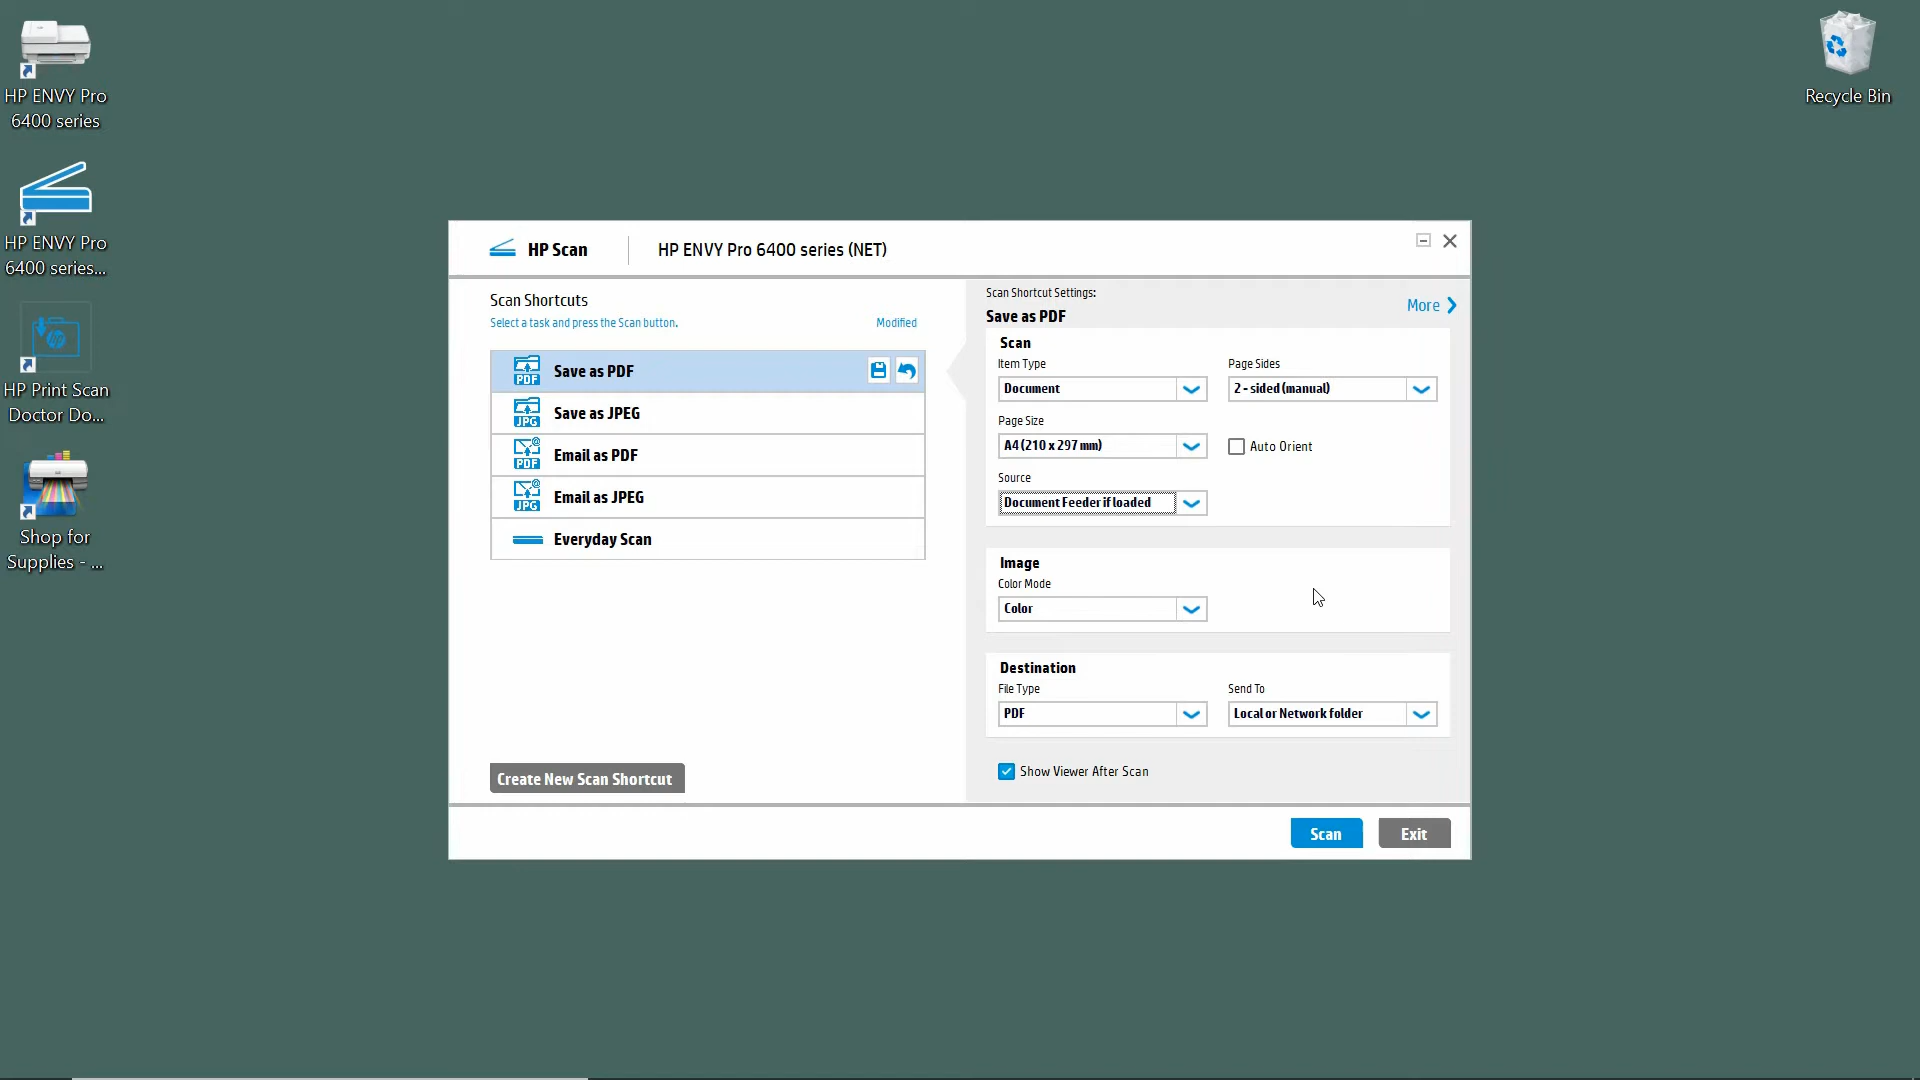 HP ENVY Pro
6400 series
HP ENVY Pro
6400 series...
HP Print Scan
Doctor Do...
Shop for
Supplies - ...
Recycle Bin
HP Scan
HP ENVY Pro 6400 series (NET)
Scan Shortcuts
Select a task and press the Scan button.
Modified
PDF
Save as PDF
JPG
Save as JPEG
PDF
Email as PDF
JPG
Email as JPEG
Everyday Scan
Create New Scan Shortcut
Scan Shortcut Settings:
More
Save as PDF
Scan
Item Type
Page Sides
Document
2 - sided (manual)
Page Size
A4 (210 x 297 mm)
Auto Orient
Source
Document Feeder if loaded
Image
Color Mode
Color
Destination
File Type
Send To
PDF
Local or Network folder
Show Viewer After Scan
Scan
Exit